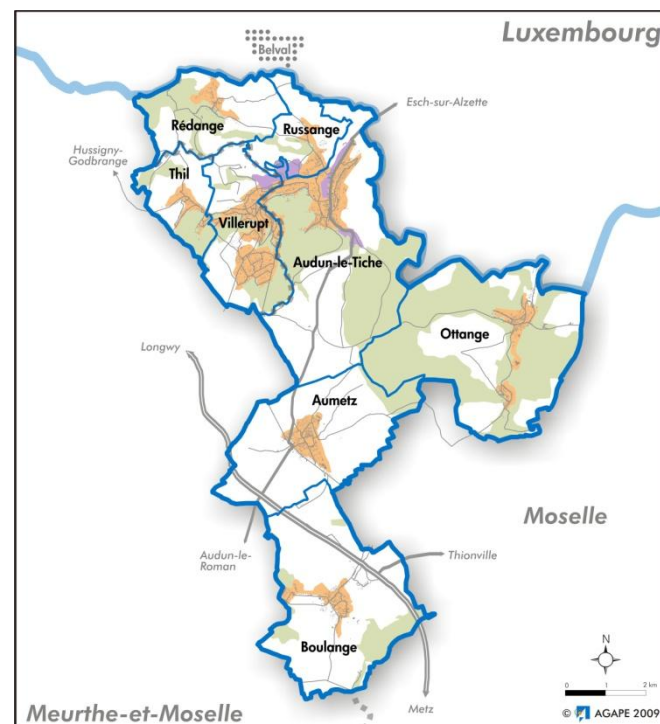 Luxembourg
Belval
Esch-sur-Alzette
Rédange
Russange
Hussigny-
Godbrange
Thil
Villerupt
Audun-le-Tiche
Ottange
Longwy
Aumetz
Moselle
Audun-le-
Roman
Thionville
Boulange
N
0 1 2 km
Metz
Meurthe-et-Moselle
© AGAPE 2009